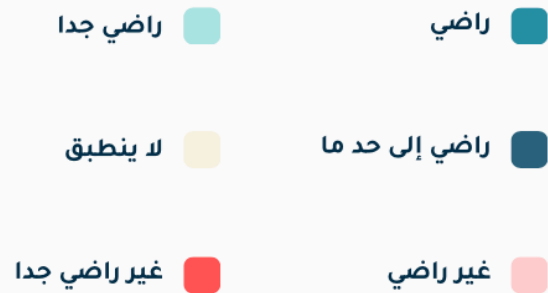 راضي
راضي جدا
راضي إلى حد ما
لا ينطبق
غير راضي
غير راضي جدا